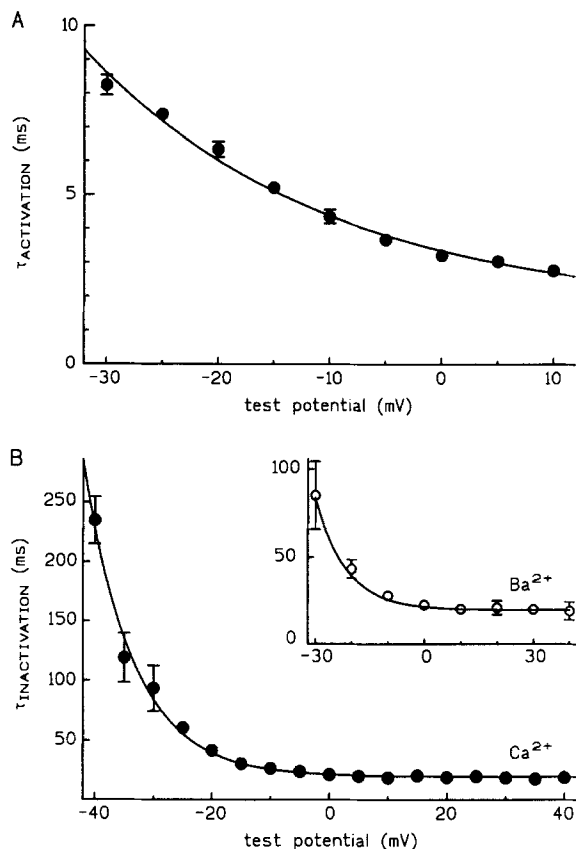 A
10
5
0
τACTIVATION (ms)
-30 -20 -10 0 10
test potential (mV)
B
250
200
150
100
50
τINACTIVATION (ms)
100
50
0
Ba2+
-30 0 40
Ca2+
-40 -20 0 20 40
test potential (mV)